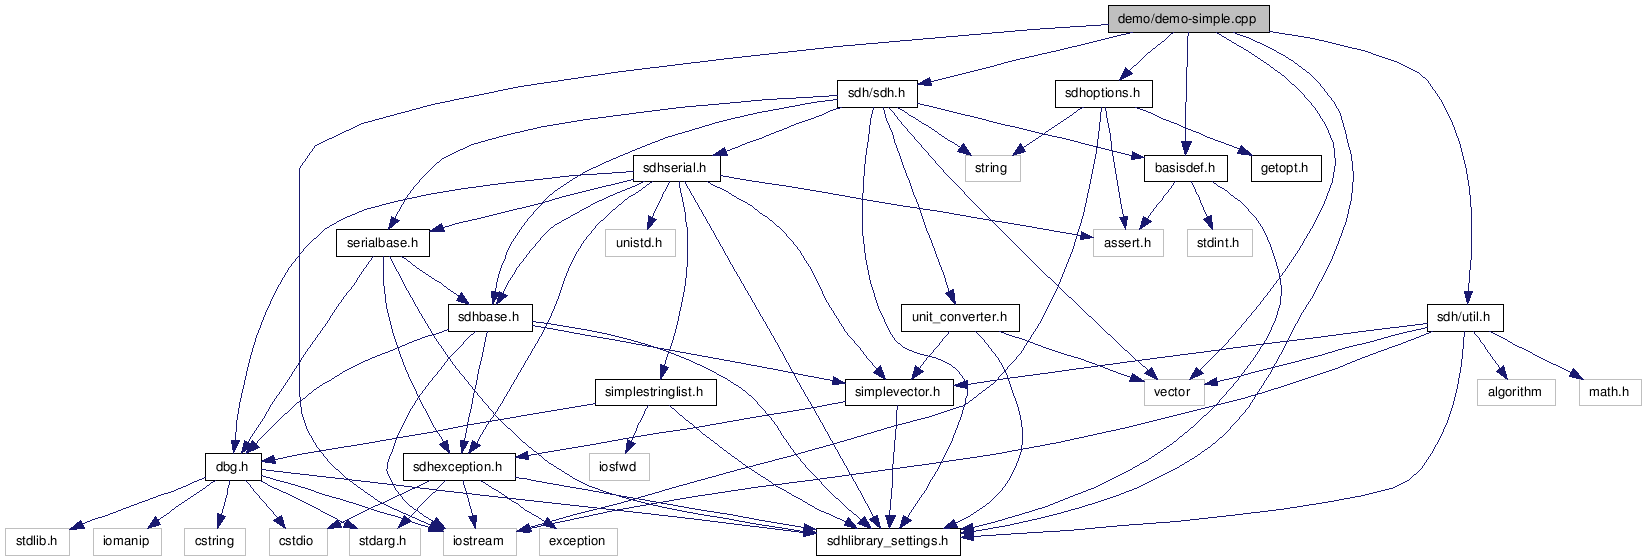 demo/demo-simple.cpp
sdh/sdh.h
sdhoptions.h
sdhserial.h
string
basisdef.h
getopt.h
serialbase.h
unistd.h
assert.h
stdint.h
sdhbase.h
unit_converter.h
sdh/util.h
simplestringlist.h
simplevector.h
vector
algorithm
math.h
dbg.h
sdhexception.h
iosfwd
stdlib.h
iomanip
cstring
cstdio
stdarg.h
iostream
exception
sdhlibrary_settings.h